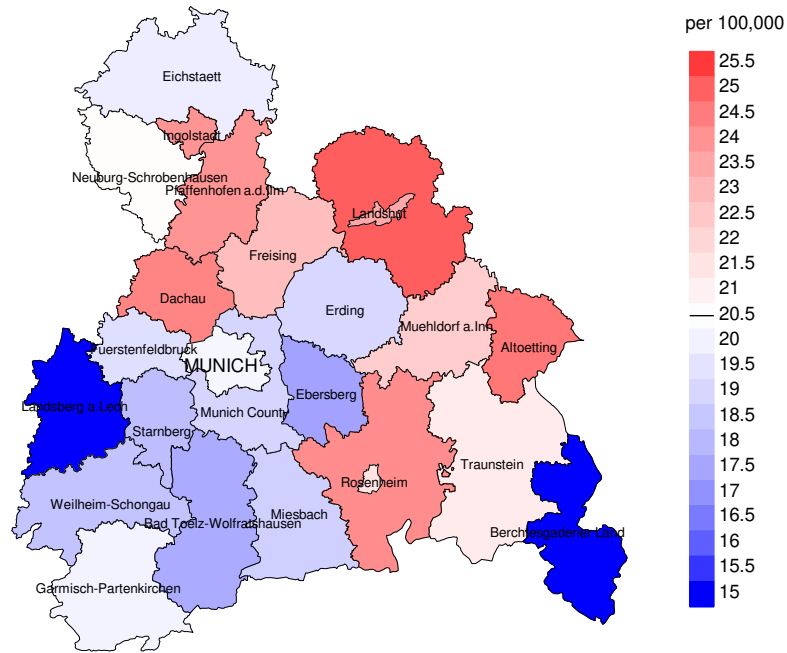 per 100,000
Eichstaett
Ingolstadt
Neuburg-Schrobenhausen
Pfaffenhofen a.d.Ilm
Landshut
Freising
Dachau
Erding
Muehldorf a.Inn
Altoetting
Fuerstenfeldbruck
MUNICH
Ebersberg
Landsberg a.Lech
Munich County
Starnberg
Traunstein
Rosenheim
Weilheim-Schongau
Miesbach
Bad Toelz-Wolfratshausen
Berchtesgadener Land
Garmisch-Partenkirchen
25.5
25
24.5
24
23.5
23
22.5
22
21.5
21
20.5
20
19.5
19
18.5
18
17.5
17
16.5
16
15.5
15